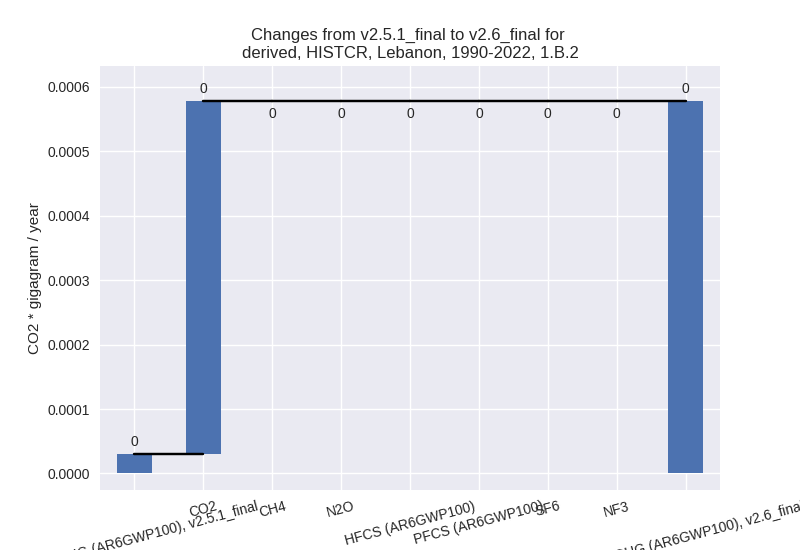 Changes from v2.5.1_final to v2.6_final for
derived, HISTCR, Lebanon, 1990-2022, 1.B.2
CO2 * gigagram / year
0.0006
0.0005
0.0004
0.0003
0.0002
0.0001
0.0000
0
0
0
0
0
0
0
0
0
(AR6GWP100), v2.5.1_final
CO2
CH4
N2O
HFCS (AR6GWP100)
PFCS (AR6GWP100)
SF6
NF3
(AR6GWP100), v2.6_final